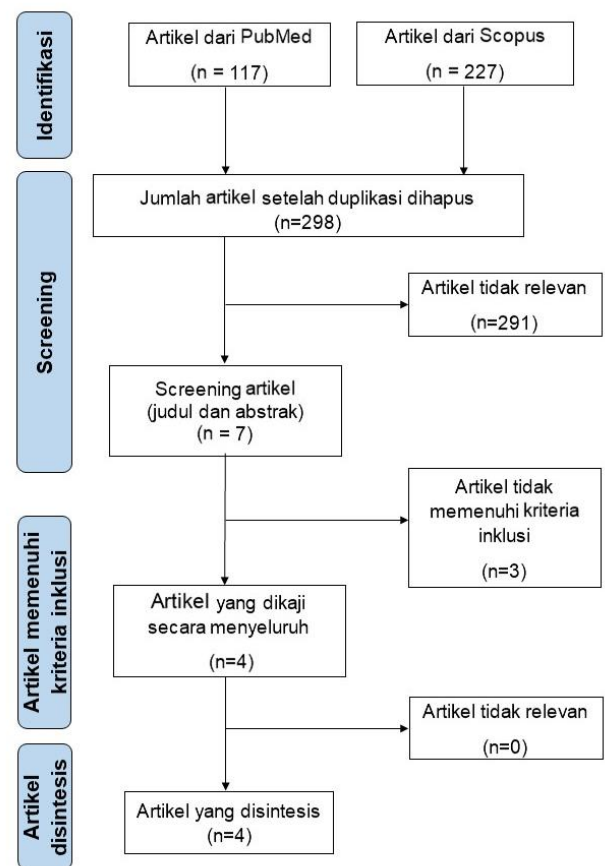 Identifikasi
Artikel dari PubMed
(n = 117)
Artikel dari Scopus
(n = 227)
Screening
Jumlah artikel setelah duplikasi dihapus
(n=298)
Artikel tidak relevan
(n=291)
Screening artikel
(judul dan abstrak)
(n = 7)
Artikel tidak
memenuhi kriteria
inklusi
(n=3)
Artikel memenuhi
kriteria inklusi
Artikel yang dikaji
secara menyeluruh
(n=4)
Artikel tidak relevan
(n=0)
Artikel
disintesis
Artikel yang disintesis
(n=4)